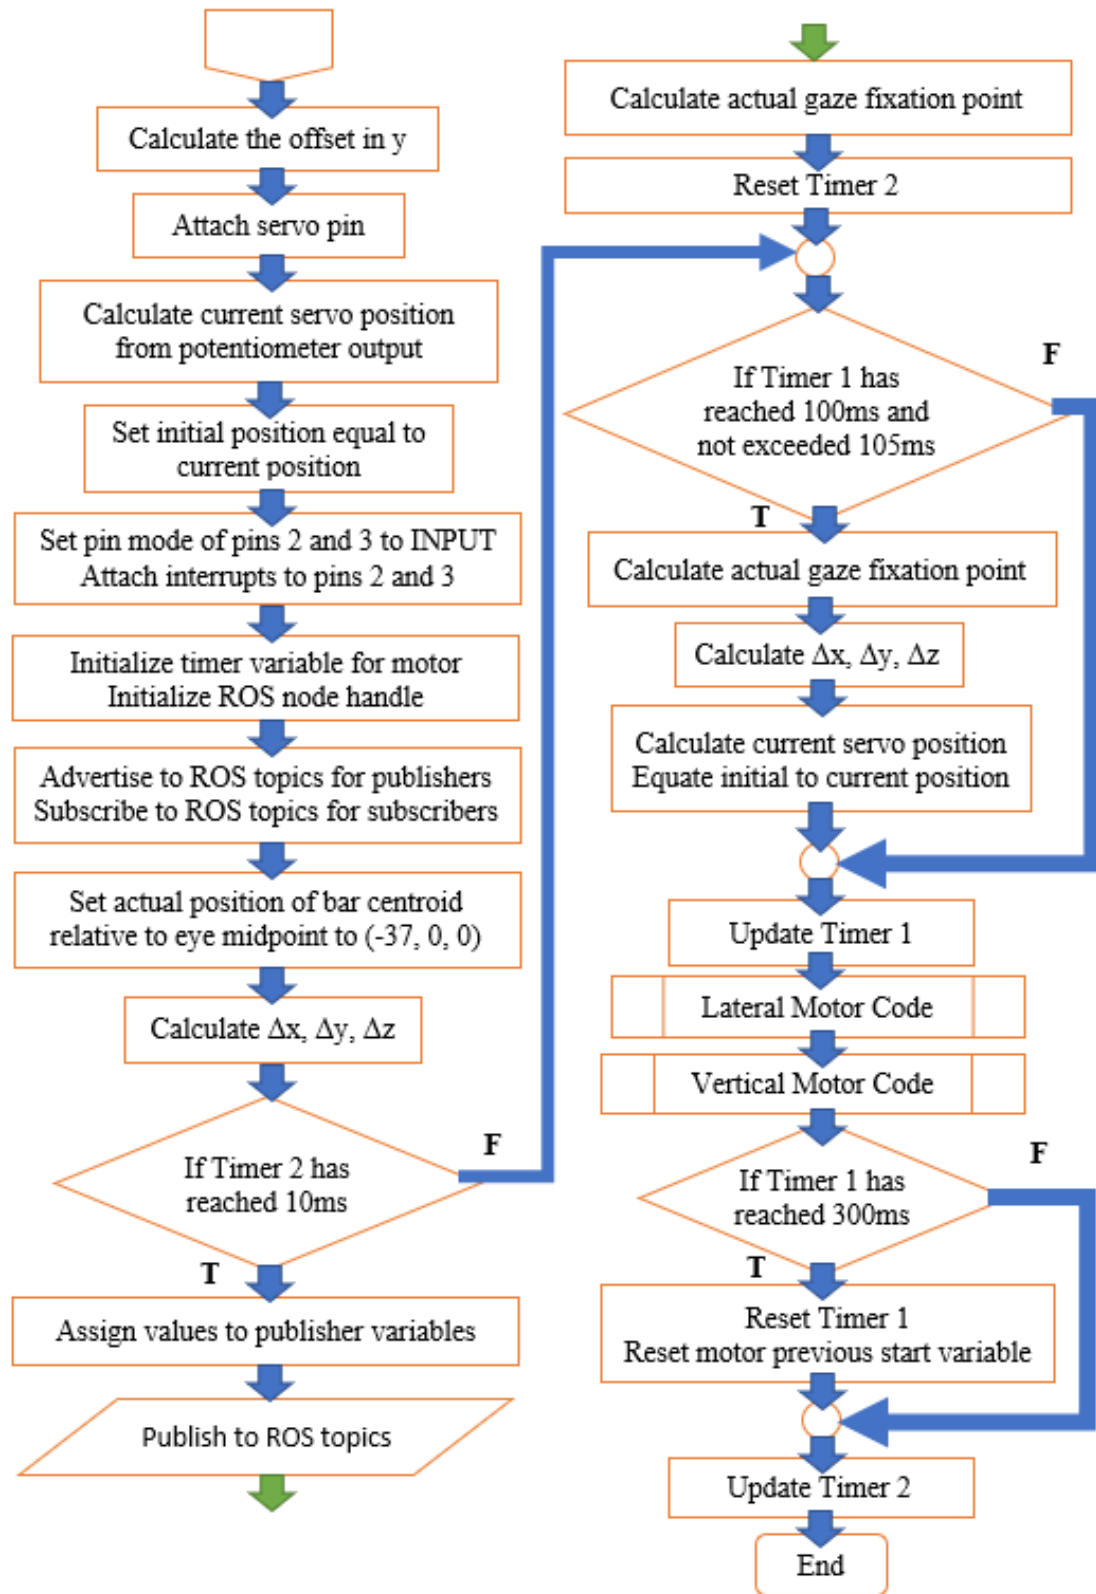 Calculate the offset in y
Attach servo pin
Calculate current servo position
from potentiometer output
Set initial position equal to
current position
Set pin mode of pins 2 and 3 to INPUT
Attach interrupts to pins 2 and 3
Initialize timer variable for motor
Initialize ROS node handle
Advertise to ROS topics for publishers
Subscribe to ROS topics for subscribers
Set actual position of bar centroid
relative to eye midpoint to (-37, 0, 0)
Calculate Δx, Δy, Δz
If Timer 2 has
reached 10ms
F
T
Assign values to publisher variables
Publish to ROS topics
Calculate actual gaze fixation point
Reset Timer 2
If Timer 1 has
reached 100ms and
not exceeded 105ms
F
T
Calculate actual gaze fixation point
Calculate Δx, Δy, Δz
Calculate current servo position
Equate initial to current position
Update Timer 1
Lateral Motor Code
Vertical Motor Code
If Timer 1 has
reached 300ms
F
T
Reset Timer 1
Reset motor previous start variable
Update Timer 2
End